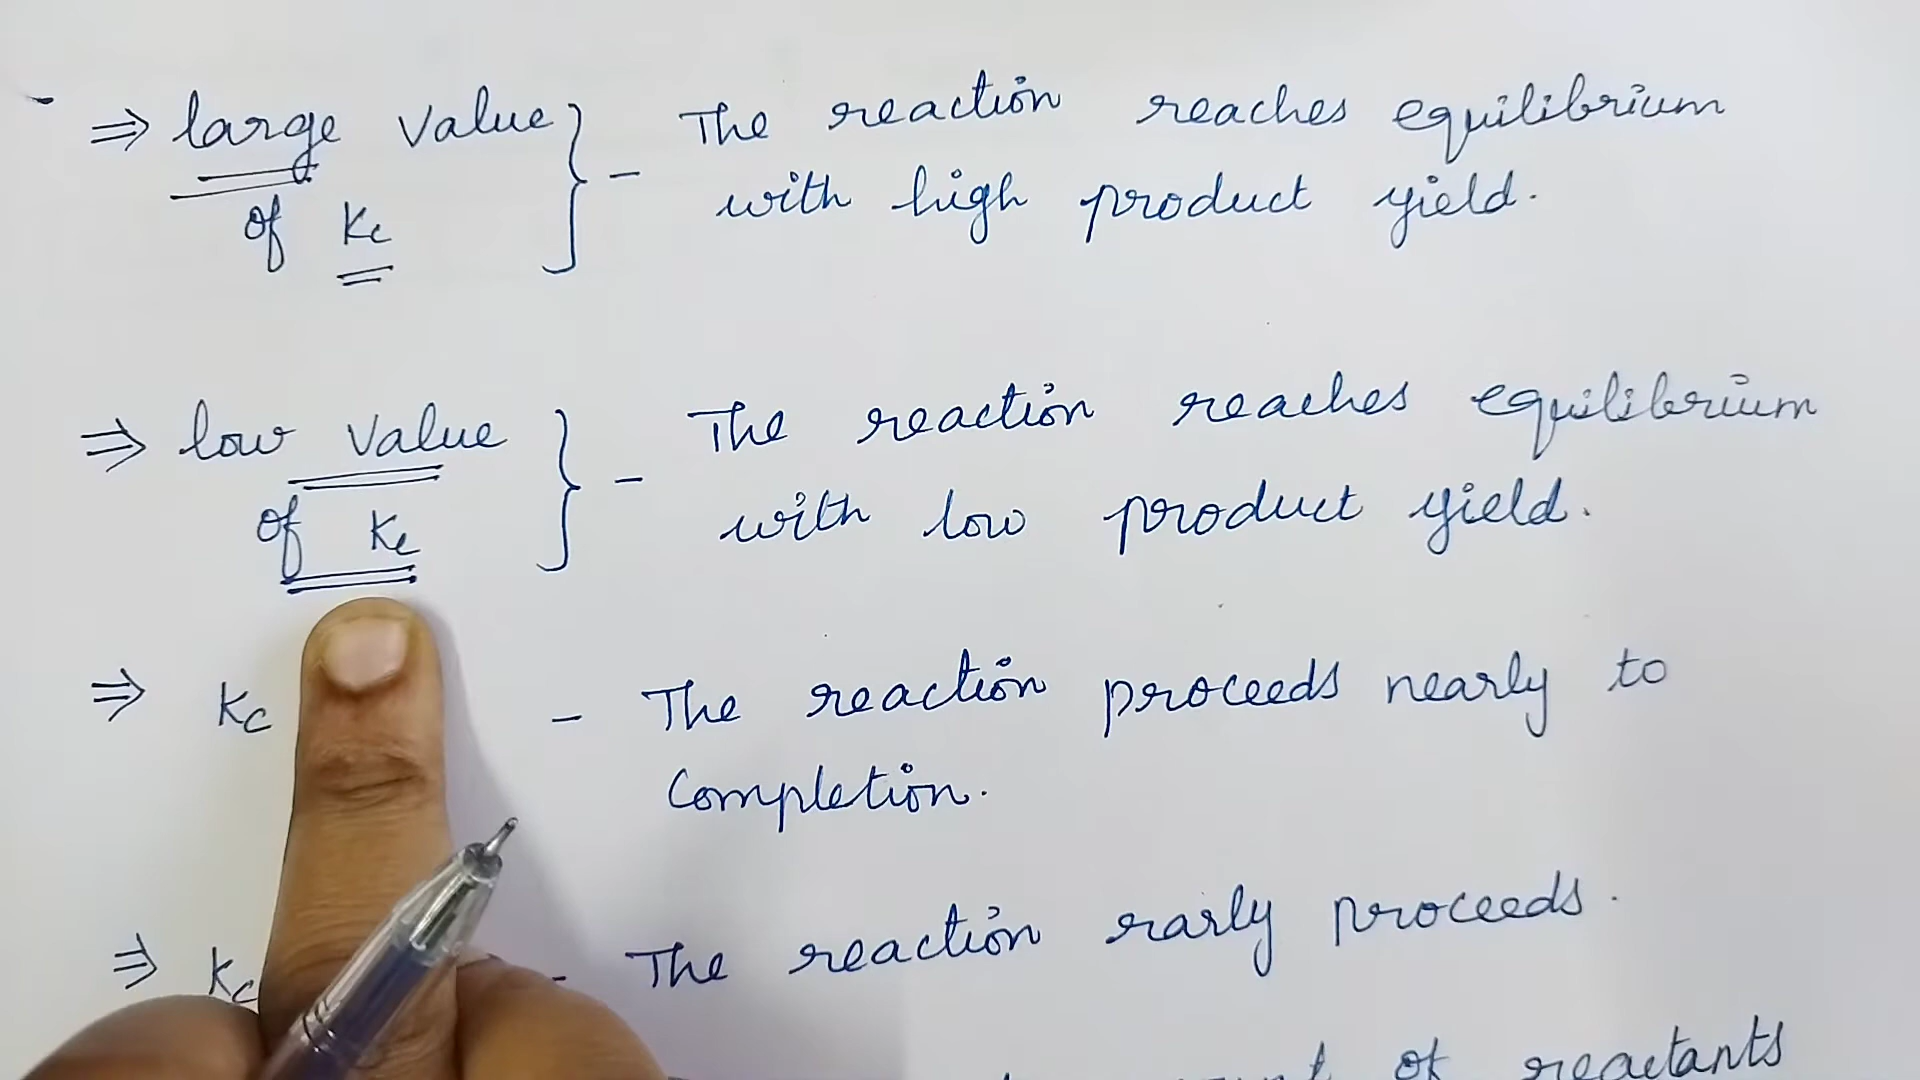 ⇒ large value } - The reaction reaches equilibrium
of Kc with high product yield.
⇒ low value } - The reaction reaches equilibrium
of Kc with low product yield.
⇒ Kc - The reaction proceeds nearly to
completion.
⇒ Kc - The reaction rarly proceeds.
of reactants